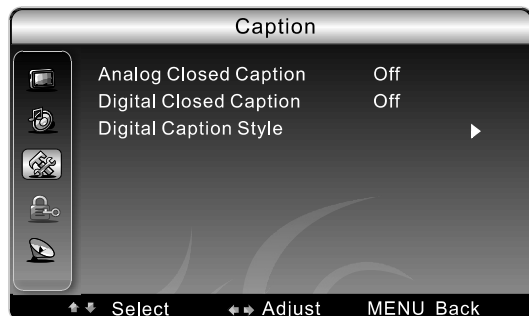 Caption
Analog Closed Caption Off
Digital Closed Caption Off
Digital Caption Style
Select Adjust MENU Back